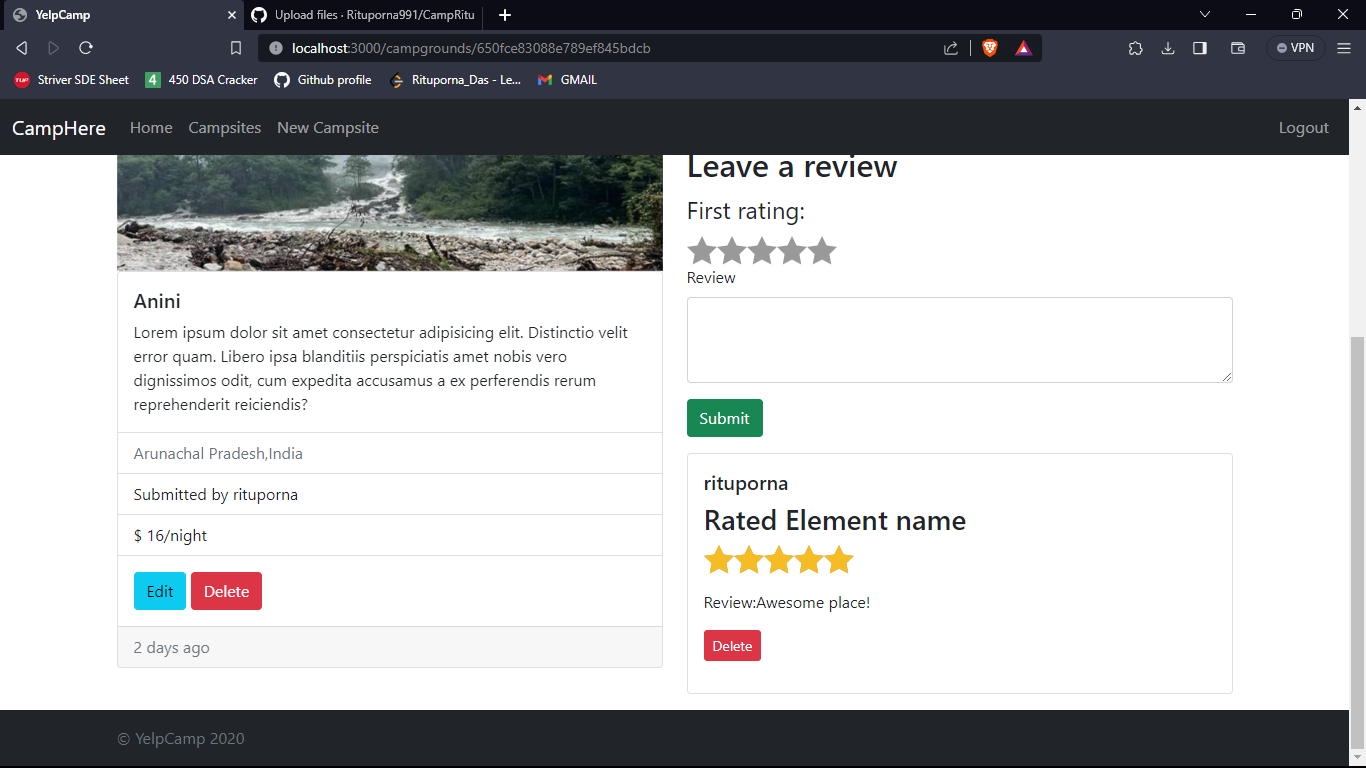 YelpCamp
Upload files · Rituporna991/CampRitu
localhost:3000/campgrounds/650fce83088e789ef845bdcb
VPN
TUF Striver SDE Sheet
4 450 DSA Cracker
Github profile
Rituporna_Das - Le...
GMAIL
CampHere Home Campsites New Campsite Logout
Anini
Lorem ipsum dolor sit amet consectetur adipisicing elit. Distinctio velit
error quam. Libero ipsa blanditiis perspiciatis amet nobis vero
dignissimos odit, cum expedita accusamus a ex perferendis rerum
reprehenderit reiciendis?
Arunachal Pradesh,India
Submitted by rituporna
$ 16/night
Edit Delete
2 days ago
Leave a review
First rating:
Review
Submit
rituporna
Rated Element name
Review:Awesome place!
Delete
© YelpCamp 2020